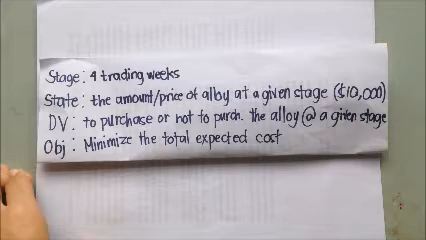 Stage: 4 trading weeks
State: the amount/price of alloy at a given stage ($10,000)
DV: to purchase or not to purch. the alloy @ a given stage
Obj: Minimize the total expected cost